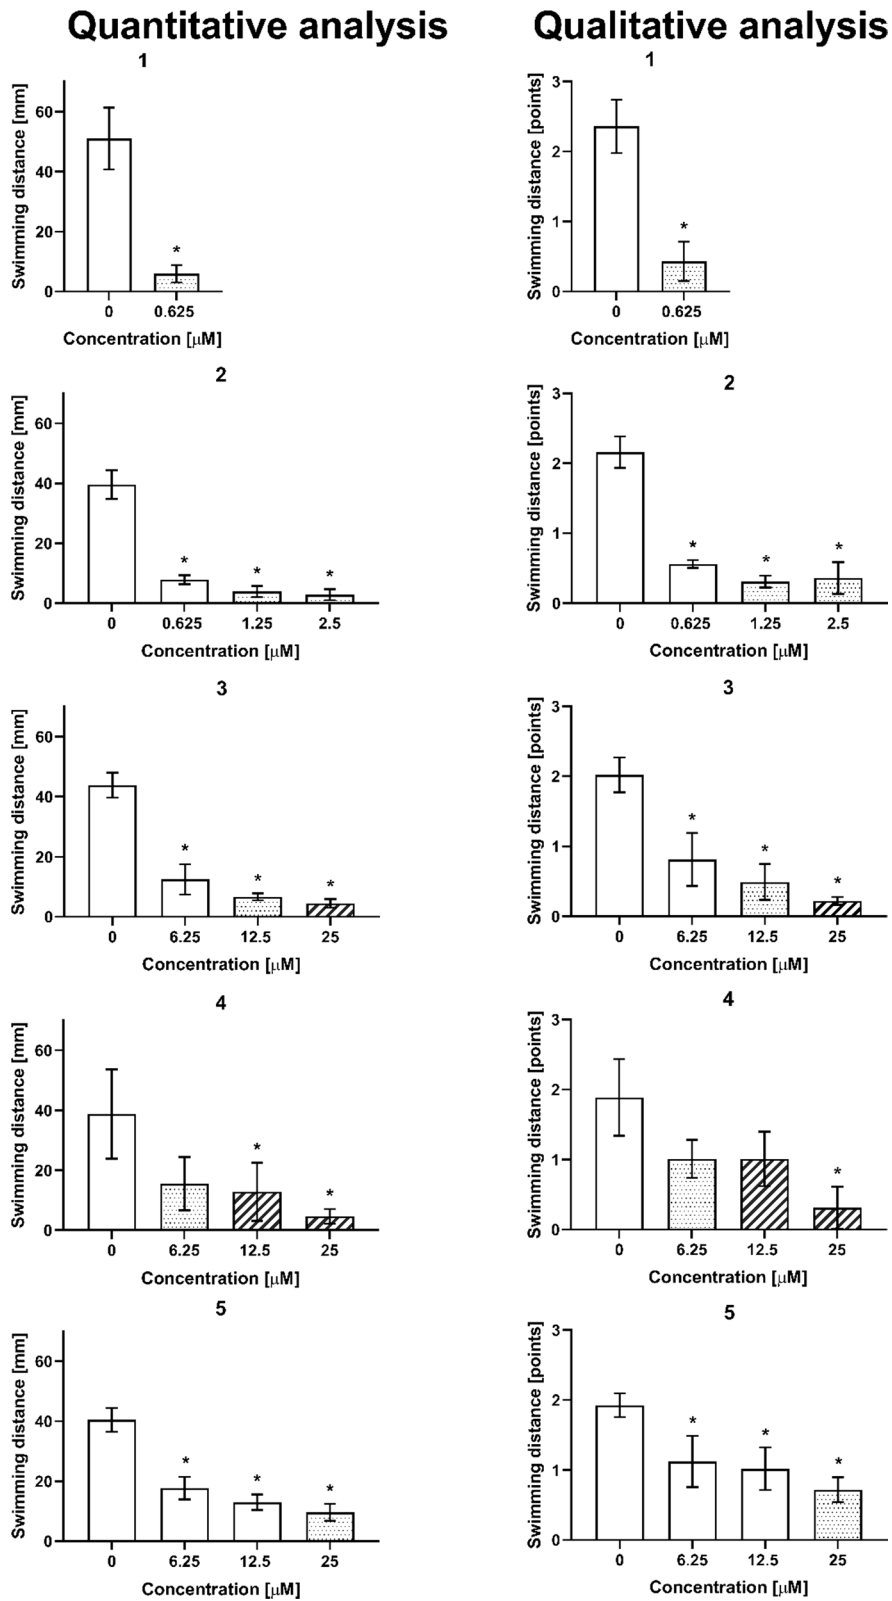 Quantitative analysis
Qualitative analysis
1
Swimming distance [mm]
60
40
20
0
*
0 0.625
Concentration [μM]
1
Swimming distance [points]
3
2
1
0
*
0 0.625
Concentration [μM]
2
Swimming distance [mm]
60
40
20
0
* * *
0 0.625 1.25 2.5
Concentration [μM]
2
Swimming distance [points]
3
2
1
0
* * *
0 0.625 1.25 2.5
Concentration [μM]
3
Swimming distance [mm]
60
40
20
0
* * *
0 6.25 12.5 25
Concentration [μM]
3
Swimming distance [points]
3
2
1
0
* * *
0 6.25 12.5 25
Concentration [μM]
4
Swimming distance [mm]
60
40
20
0
* *
0 6.25 12.5 25
Concentration [μM]
4
Swimming distance [points]
3
2
1
0
*
0 6.25 12.5 25
Concentration [μM]
5
Swimming distance [mm]
60
40
20
0
* * *
0 6.25 12.5 25
Concentration [μM]
5
Swimming distance [points]
3
2
1
0
* * *
0 6.25 12.5 25
Concentration [μM]